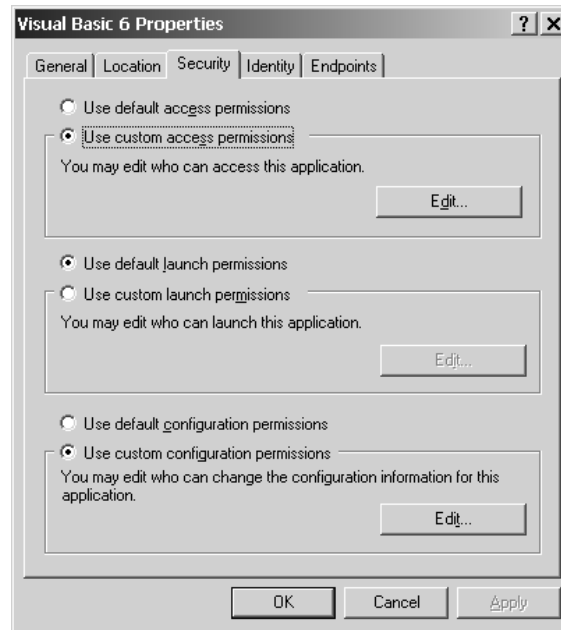 Visual Basic 6 Properties
General Location Security Identity Endpoints
Use default access permissions
Use custom access permissions
You may edit who can access this application.
Edit...
Use default launch permissions
Use custom launch permissions
You may edit who can launch this application.
Edit...
Use default configuration permissions
Use custom configuration permissions
You may edit who can change the configuration information for this
application.
Edit...
OK Cancel Apply